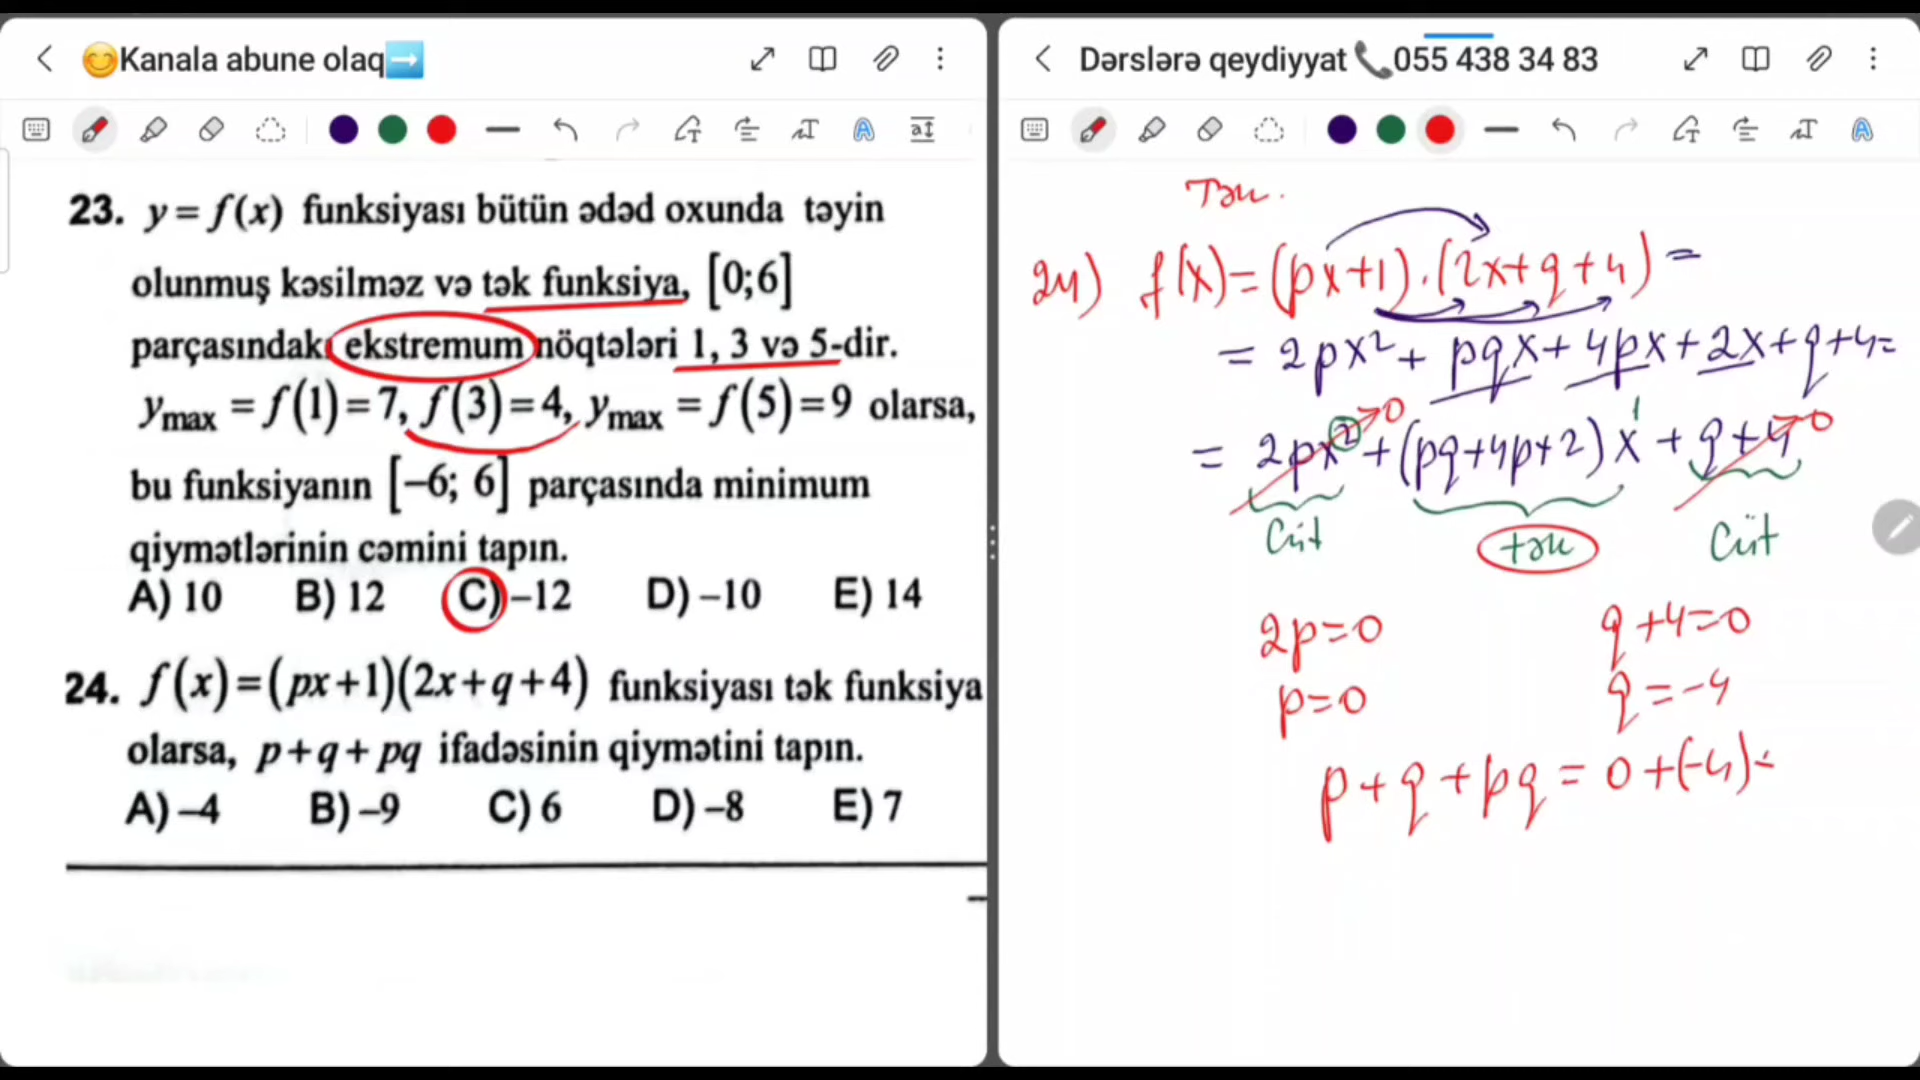 😊Kanala abune olaq➡️
23. y = f(x) funksiyası bütün ədəd oxunda təyin
olunmuş kəsilməz və tək funksiya, [0;6]
parçasındakı ekstremum nöqtələri 1, 3 və 5-dir.
y_max = f(1) = 7, f(3) = 4, y_max = f(5) = 9 olarsa,
bu funksiyanın [–6; 6] parçasında minimum
qiymətlərinin cəmini tapın.
A) 10 B) 12 C) –12 D) –10 E) 14
24. f(x) = (px+1)(2x+q+4) funksiyası tək funksiya
olarsa, p+q+pq ifadəsinin qiymətini tapın.
A) –4 B) –9 C) 6 D) –8 E) 7
Dərslərə qeydiyyat 📞055 438 34 83
Tək.
24) f(x)=(px+1)·(2x+q+4)=
= 2px²+pqx+4px+2x+q+4=
= 2px²→0+(pq+4p+2)x¹+q+4→0
Cüt tək Cüt
2p=0 q+4=0
p=0 q=-4
p+q+pq=0+(-4)+